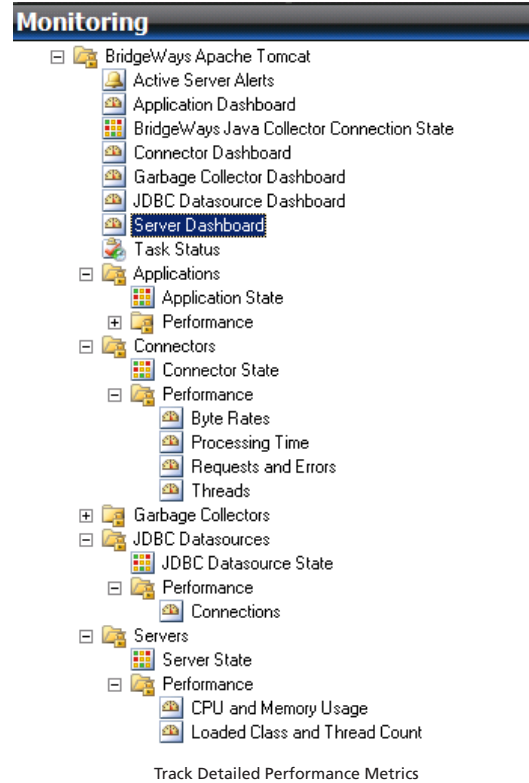 Monitoring
BridgeWays Apache Tomcat
Active Server Alerts
Application Dashboard
BridgeWays Java Collector Connection State
Connector Dashboard
Garbage Collector Dashboard
JDBC Datasource Dashboard
Server Dashboard
Task Status
Applications
Application State
Performance
Connectors
Connector State
Performance
Byte Rates
Processing Time
Requests and Errors
Threads
Garbage Collectors
JDBC Datasources
JDBC Datasource State
Performance
Connections
Servers
Server State
Performance
CPU and Memory Usage
Loaded Class and Thread Count
Track Detailed Performance Metrics